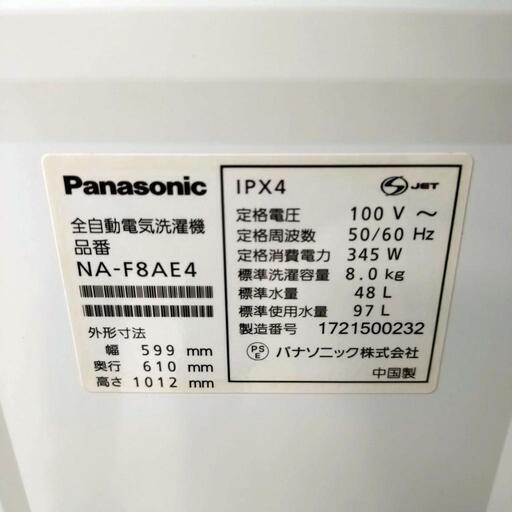 Panasonic
全自動電気洗濯機
品番
NA-F8AE4
外形寸法
幅 599 mm
奥行 610 mm
高さ 1012 mm
IPX4
S JET
定格電圧 100 V ～
定格周波数 50/60 Hz
定格消費電力 345 W
標準洗濯容量 8.0 kg
標準水量 48 L
標準使用水量 97 L
製造番号 1721500232
PSE パナソニック株式会社
中国製